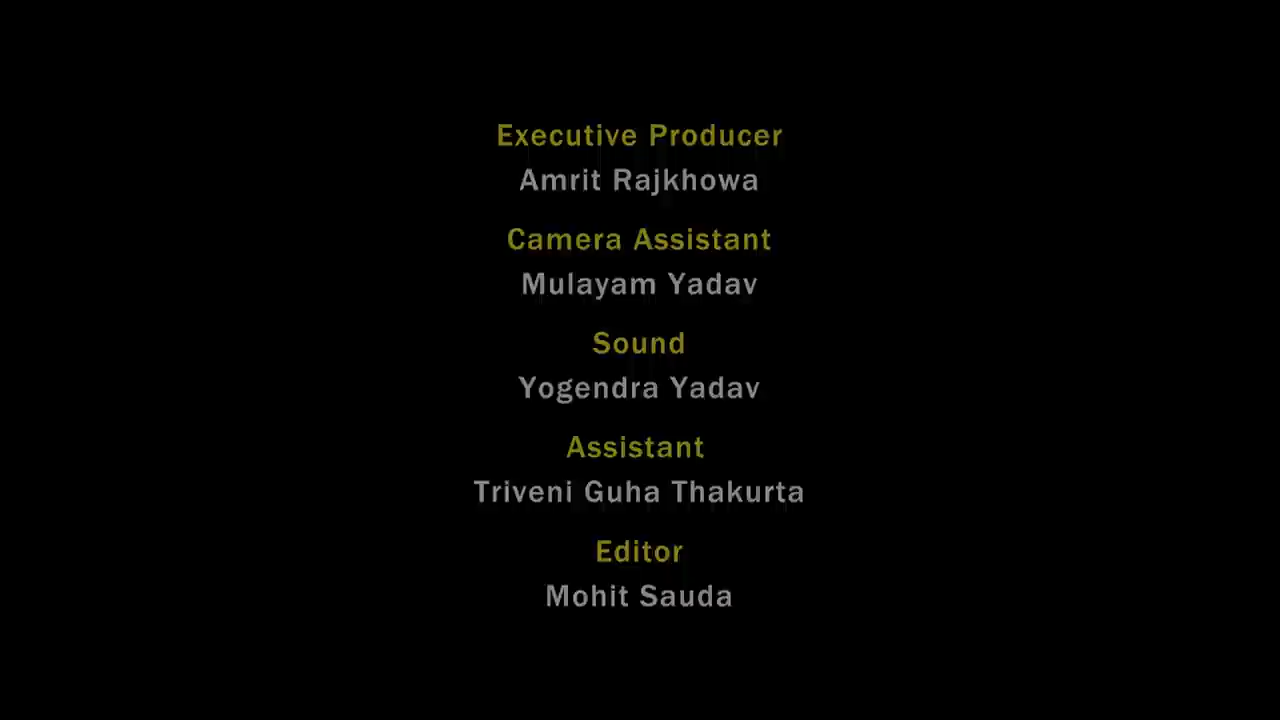 Executive Producer
Amrit Rajkhowa
Camera Assistant
Mulayam Yadav
Sound
Yogendra Yadav
Assistant
Triveni Guha Thakurta
Editor
Mohit Sauda